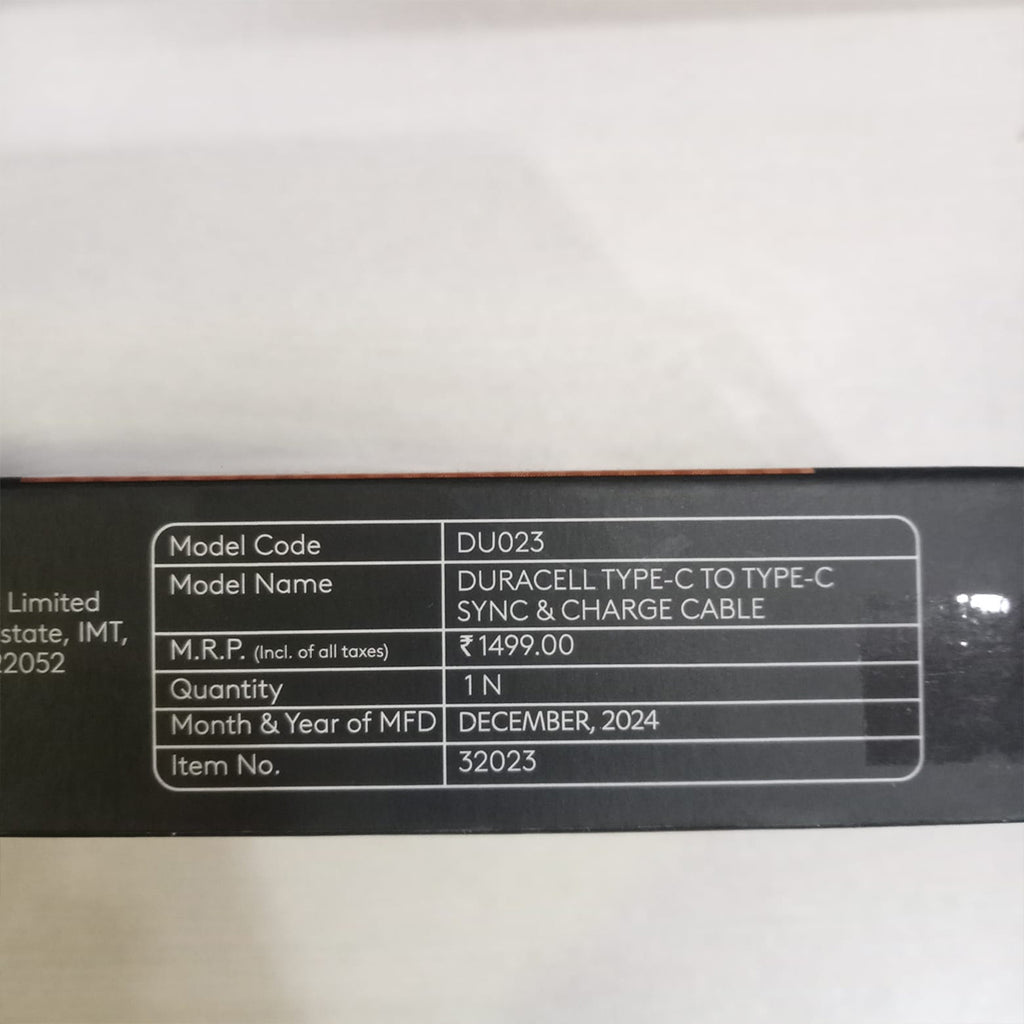 Limited
state, IMT,
22052
Model Code DU023
Model Name DURACELL TYPE-C TO TYPE-C
SYNC & CHARGE CABLE
M.R.P. (Incl. of all taxes) ₹1499.00
Quantity 1 N
Month & Year of MFD DECEMBER, 2024
Item No. 32023